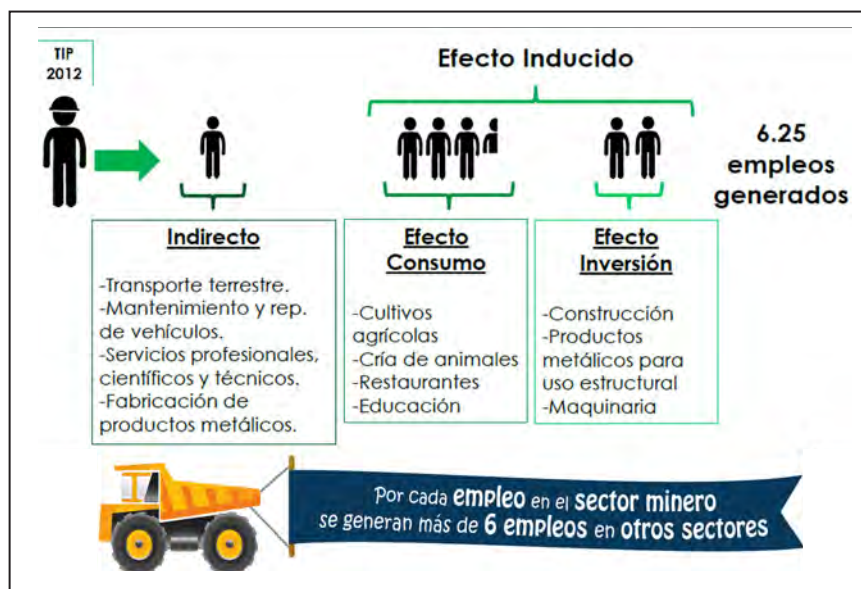 TIP
2012
Efecto Inducido
6.25
empleos
generados
Indirecto
-Transporte terrestre.
-Mantenimiento y rep.
de vehículos.
-Servicios profesionales,
científicos y técnicos.
-Fabricación de
productos metálicos.
Efecto
Consumo
-Cultivos
agrícolas
-Cría de animales
-Restaurantes
-Educación
Efecto
Inversión
-Construcción
-Productos
metálicos para
uso estructural
-Maquinaria
Por cada empleo en el sector minero
se generan más de 6 empleos en otros sectores